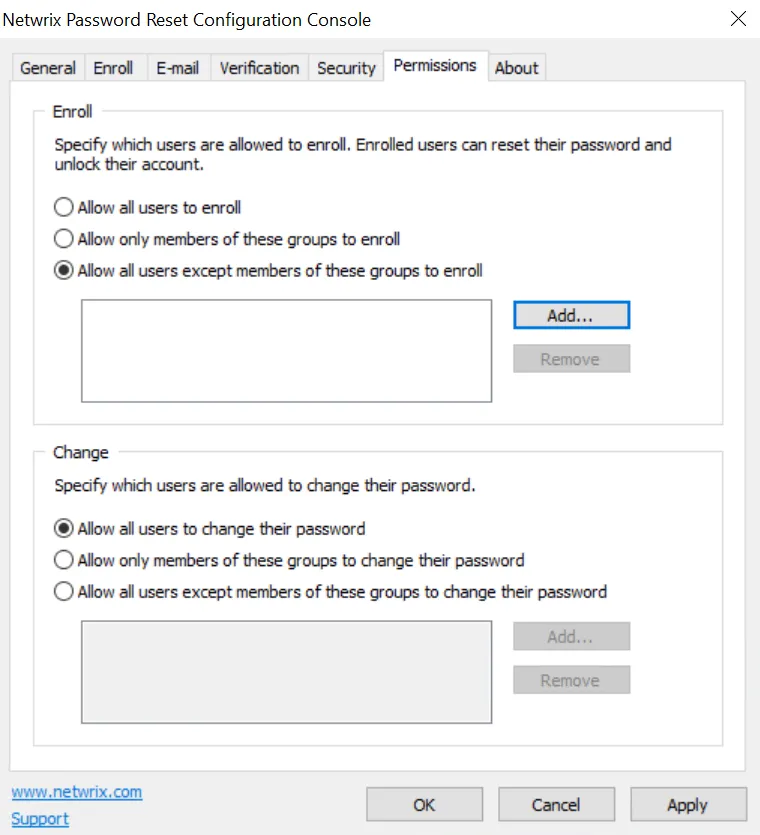 Netwrix Password Reset Configuration Console
General Enroll E-mail Verification Security Permissions About
Enroll
Specify which users are allowed to enroll. Enrolled users can reset their password and
unlock their account.
Allow all users to enroll
Allow only members of these groups to enroll
Allow all users except members of these groups to enroll
Add...
Remove
Change
Specify which users are allowed to change their password.
Allow all users to change their password
Allow only members of these groups to change their password
Allow all users except members of these groups to change their password
Add...
Remove
www.netwrix.com
Support
OK Cancel Apply